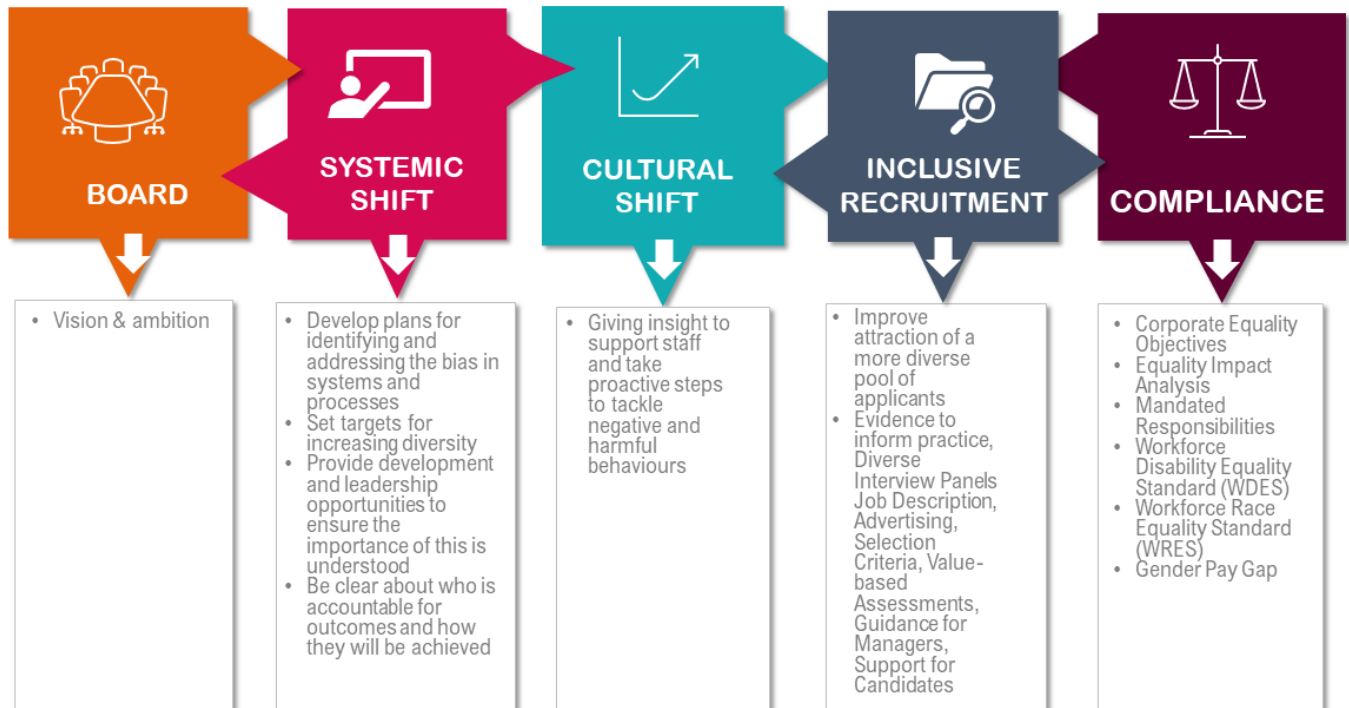 BOARD
SYSTEMIC
SHIFT
CULTURAL
SHIFT
INCLUSIVE
RECRUITMENT
COMPLIANCE
• Vision & ambition
• Develop plans for
identifying and
addressing the bias in
systems and
processes
• Set targets for
increasing diversity
• Provide development
and leadership
opportunities to
ensure the
importance of this is
understood
• Be clear about who is
accountable for
outcomes and how
they will be achieved
• Giving insight to
support staff
and take
proactive steps
to tackle
negative and
harmful
behaviours
• Improve
attraction of a
more diverse
pool of
applicants
• Evidence to
inform practice,
Diverse
Interview Panels
Job Description,
Advertising,
Selection
Criteria, Value-
based
Assessments,
Guidance for
Managers,
Support for
Candidates
• Corporate Equality
Objectives
• Equality Impact
Analysis
• Mandated
Responsibilities
• Workforce
Disability Equality
Standard (WDES)
• Workforce Race
Equality Standard
(WRES)
• Gender Pay Gap